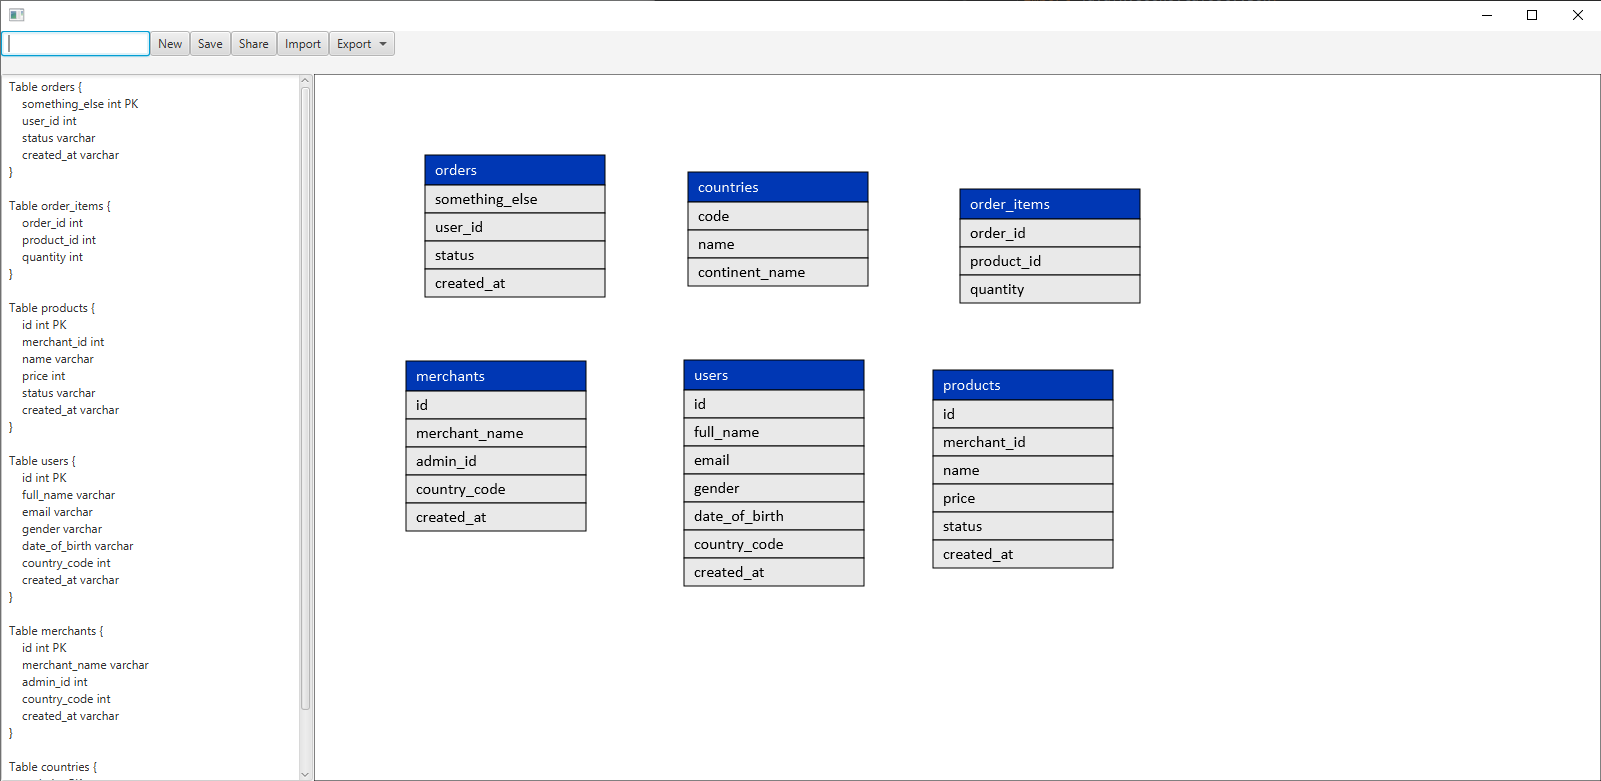 New Save Share Import Export
Table orders {
something_else int PK
user_id int
status varchar
created_at varchar
}
Table order_items {
order_id int
product_id int
quantity int
}
Table products {
id int PK
merchant_id int
name varchar
price int
status varchar
created_at varchar
}
Table users {
id int PK
full_name varchar
email varchar
gender varchar
date_of_birth varchar
country_code int
created_at varchar
}
Table merchants {
id int PK
merchant_name varchar
admin_id int
country_code int
created_at varchar
}
Table countries {
orders
something_else
user_id
status
created_at
countries
code
name
continent_name
order_items
order_id
product_id
quantity
merchants
id
merchant_name
admin_id
country_code
created_at
users
id
full_name
email
gender
date_of_birth
country_code
created_at
products
id
merchant_id
name
price
status
created_at